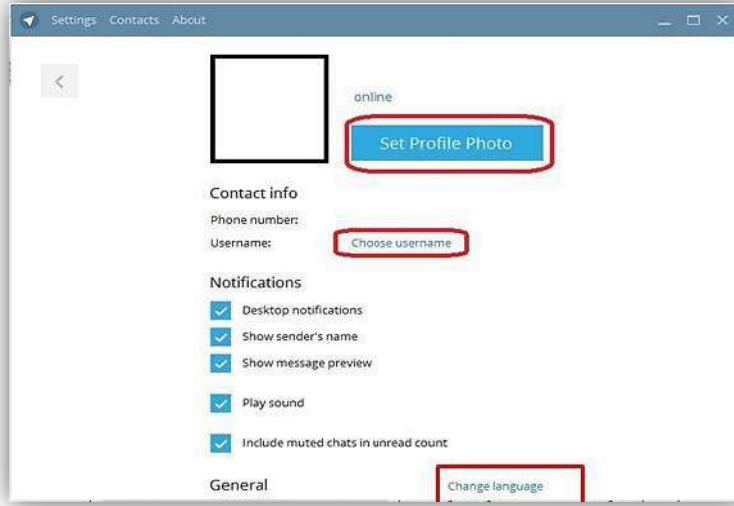 Settings Contacts About
online
Set Profile Photo
Contact info
Phone number:
Username: Choose username
Notifications
Desktop notifications
Show sender's name
Show message preview
Play sound
Include muted chats in unread count
General Change language